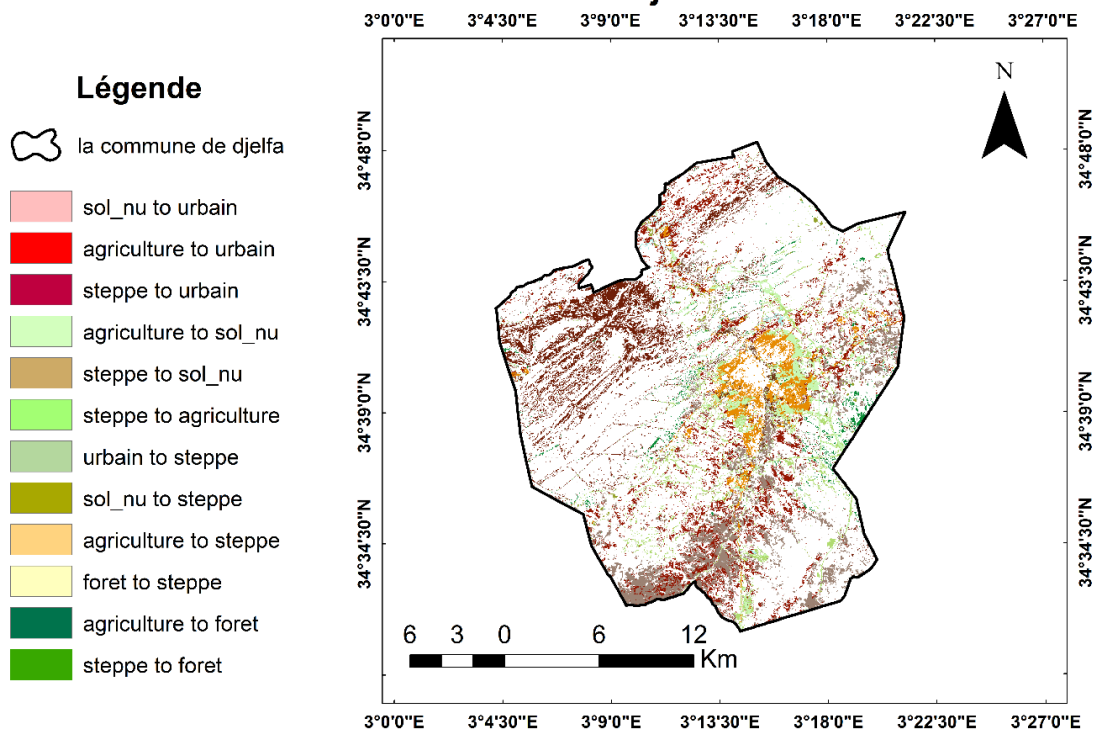 3°0'0"E 3°4'30"E 3°9'0"E 3°13'30"E 3°18'0"E 3°22'30"E 3°27'0"E
Légende
la commune de djelfa
sol_nu to urbain
agriculture to urbain
steppe to urbain
agriculture to sol_nu
steppe to sol_nu
steppe to agriculture
urbain to steppe
sol_nu to steppe
agriculture to steppe
foret to steppe
agriculture to foret
steppe to foret
34°48'0"N
34°43'30"N
34°39'0"N
34°34'30"N
N
34°48'0"N
34°43'30"N
34°39'0"N
34°34'30"N
6 3 0 6 12
Km
3°0'0"E 3°4'30"E 3°9'0"E 3°13'30"E 3°18'0"E 3°22'30"E 3°27'0"E